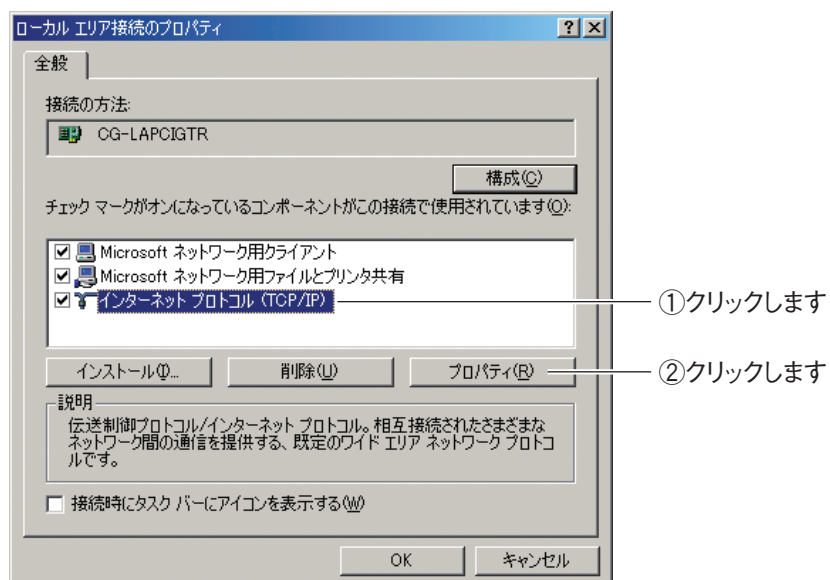 ローカル エリア接続のプロパティ
全般
接続の方法:
CG-LAPCIGTR
構成(C)
チェック マークがオンになっているコンポーネントがこの接続で使用されています(O):
Microsoft ネットワーク用クライアント
Microsoft ネットワーク用ファイルとプリンタ共有
インターネット プロトコル (TCP/IP)
①クリックします
インストール(I)...
削除(U)
プロパティ(R)
②クリックします
説明
伝送制御プロトコル/インターネット プロトコル。相互接続されたさまざまな
ネットワーク間の通信を提供する、既定のワイド エリア ネットワーク プロトコ
ルです。
接続時にタスク バーにアイコンを表示する(W)
OK
キャンセル